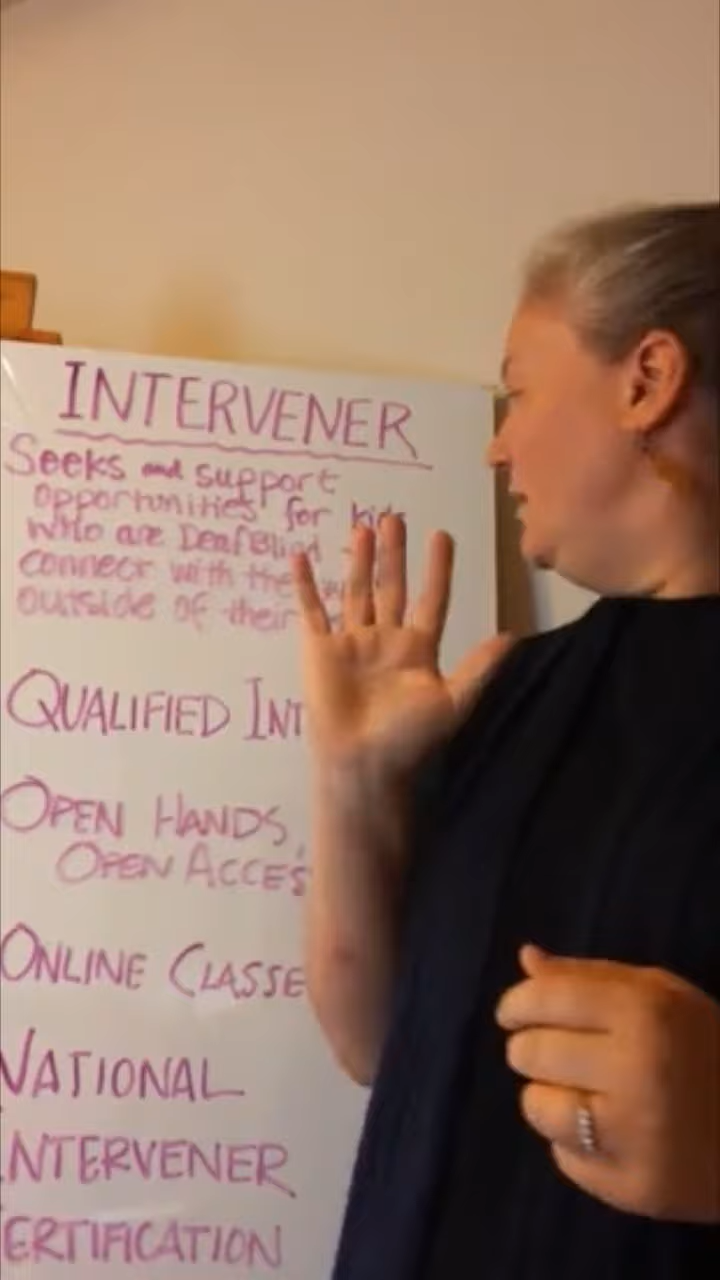 INTERVENER
Seeks and support
opportunities for kids
who are DeafBlind
connect with the
outside of their
QUALIFIED INT
OPEN HANDS,
OPEN ACCES
ONLINE CLASSE
NATIONAL
NTERVENER
ERTIFICATION